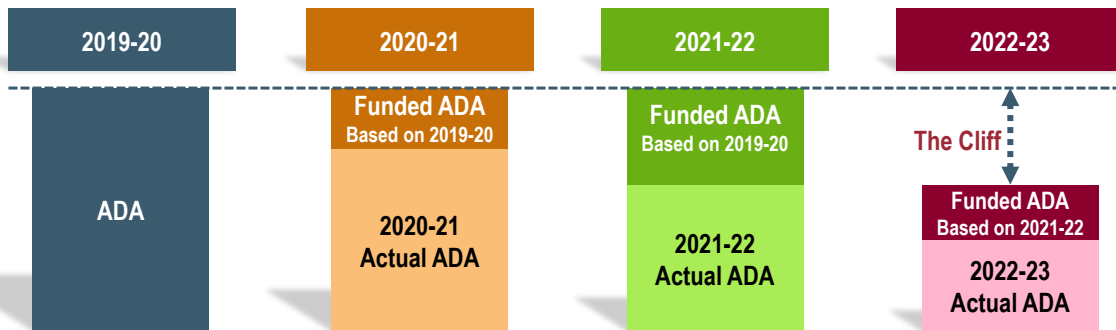 2019-20
2020-21
2021-22
2022-23
ADA
Funded ADA
Based on 2019-20
2020-21
Actual ADA
Funded ADA
Based on 2019-20
2021-22
Actual ADA
The Cliff
Funded ADA
Based on 2021-22
2022-23
Actual ADA